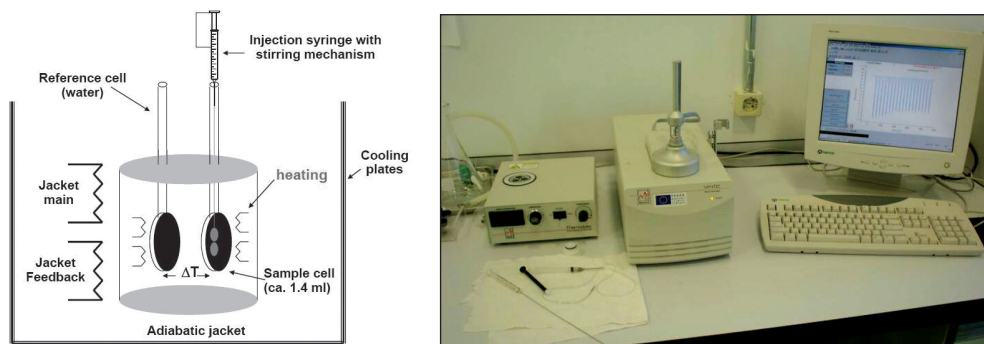 Injection syringe with
stirring mechanism
Reference cell
(water)
Cooling
plates
Jacket
main
heating
Jacket
Feedback
ΔT
Sample cell
(ca. 1.4 ml)
Adiabatic jacket